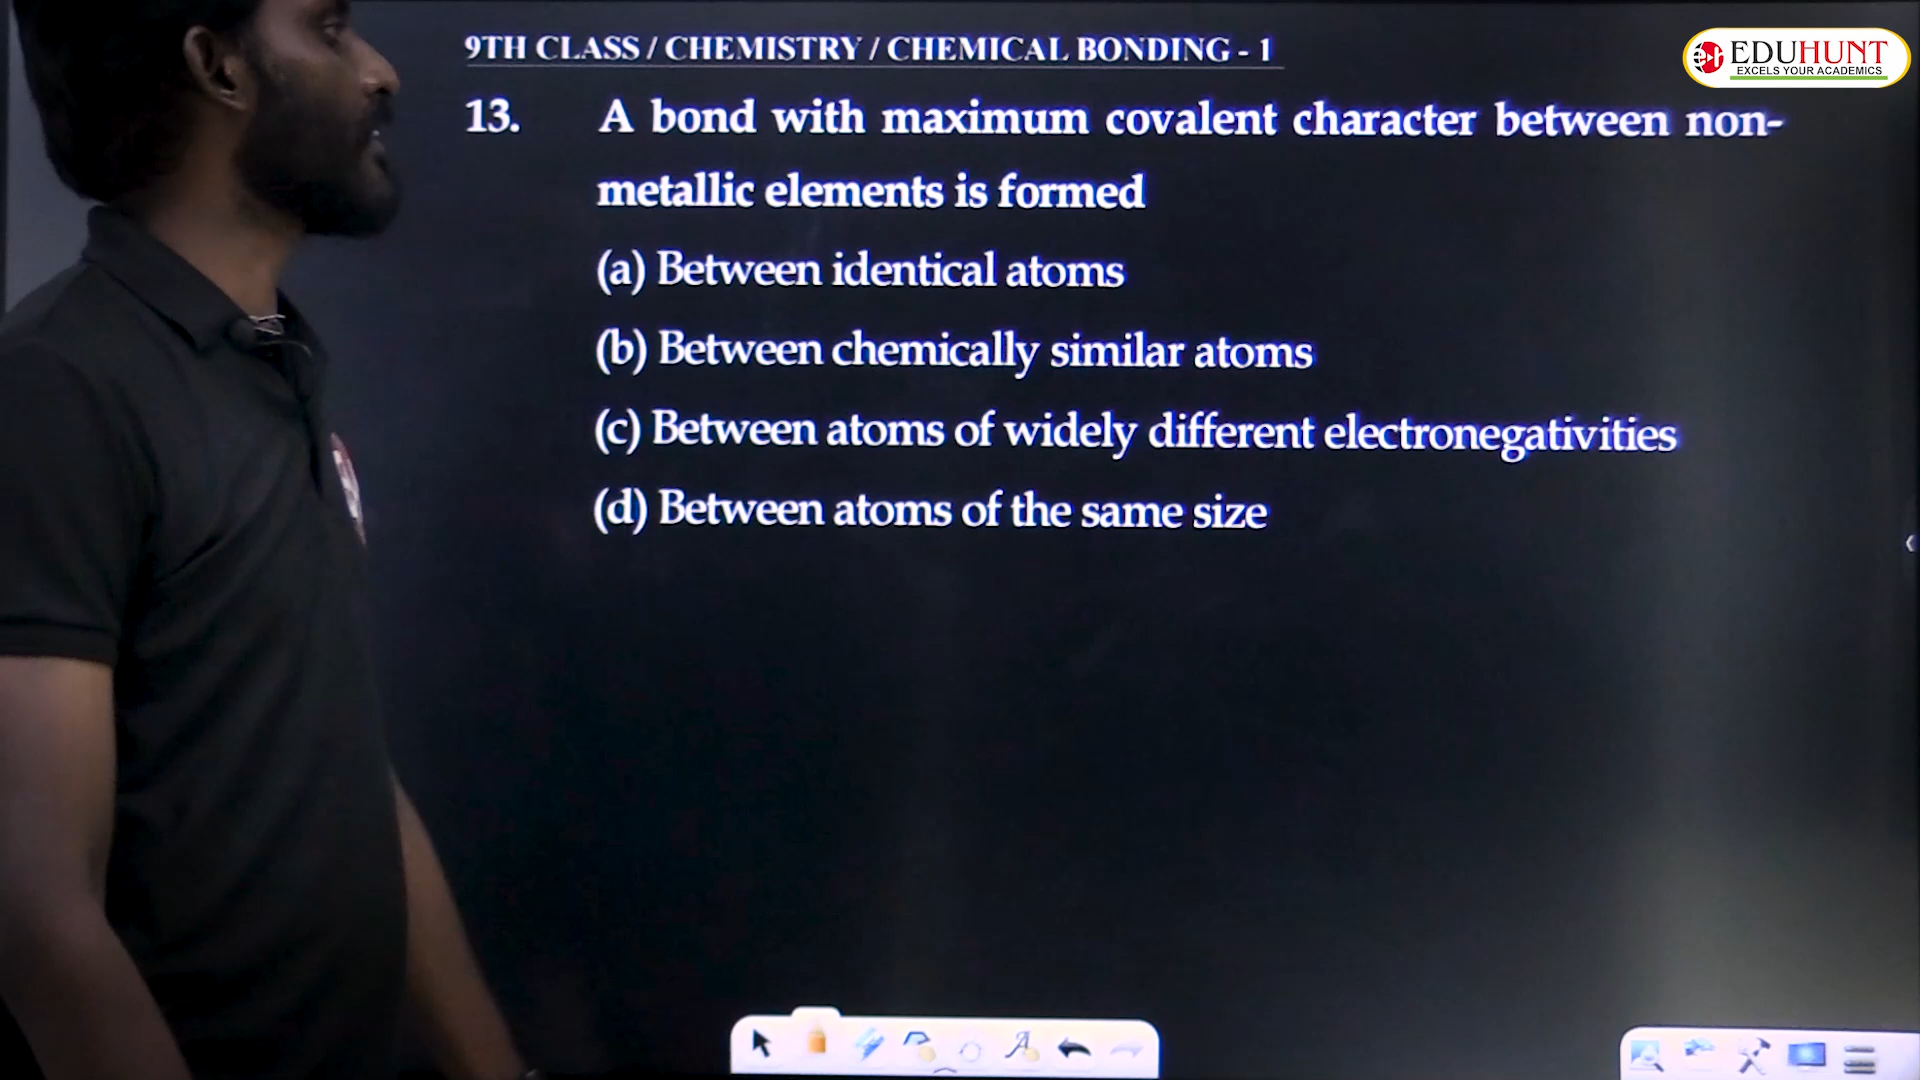 9TH CLASS / CHEMISTRY / CHEMICAL BONDING - 1
EDUHUNT
EXCELS YOUR ACADEMICS
13. A bond with maximum covalent character between non-
metallic elements is formed
(a) Between identical atoms
(b) Between chemically similar atoms
(c) Between atoms of widely different electronegativities
(d) Between atoms of the same size